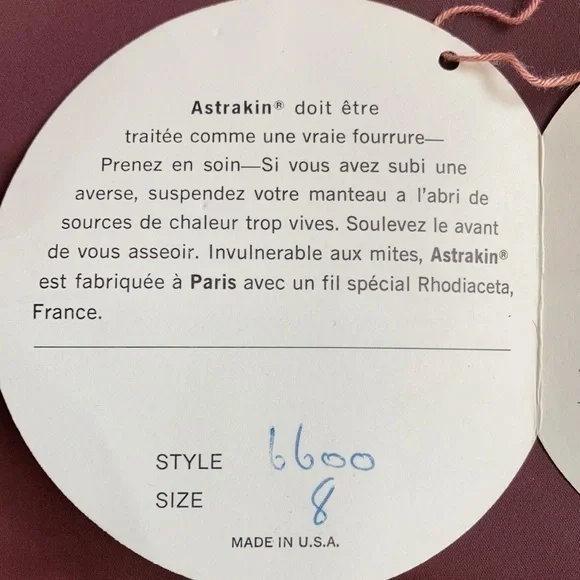 Astrakin® doit être
traitée comme une vraie fourrure—
Prenez en soin—Si vous avez subi une
averse, suspendez votre manteau a l'abri de
sources de chaleur trop vives. Soulevez le avant
de vous asseoir. Invulnerable aux mites, Astrakin®
est fabriquée à Paris avec un fil spécial Rhodiaceta,
France.
STYLE 6600
SIZE 8
MADE IN U.S.A.